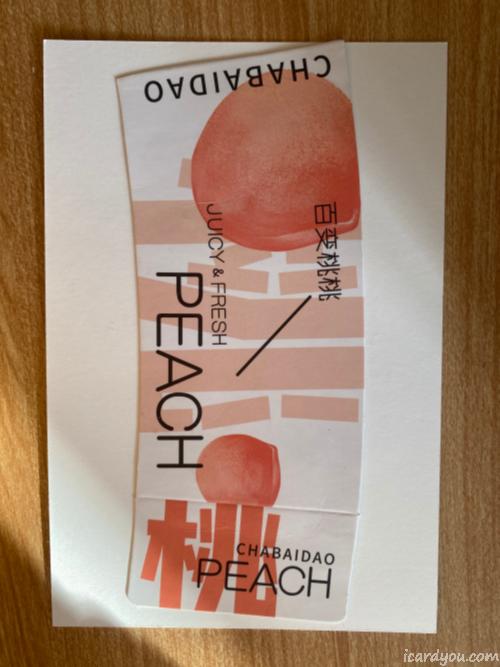 CHABAIDAO
百变桃桃
JUICY & FRESH
PEACH
桃
CHABAIDAO
PEACH
icardyou.com